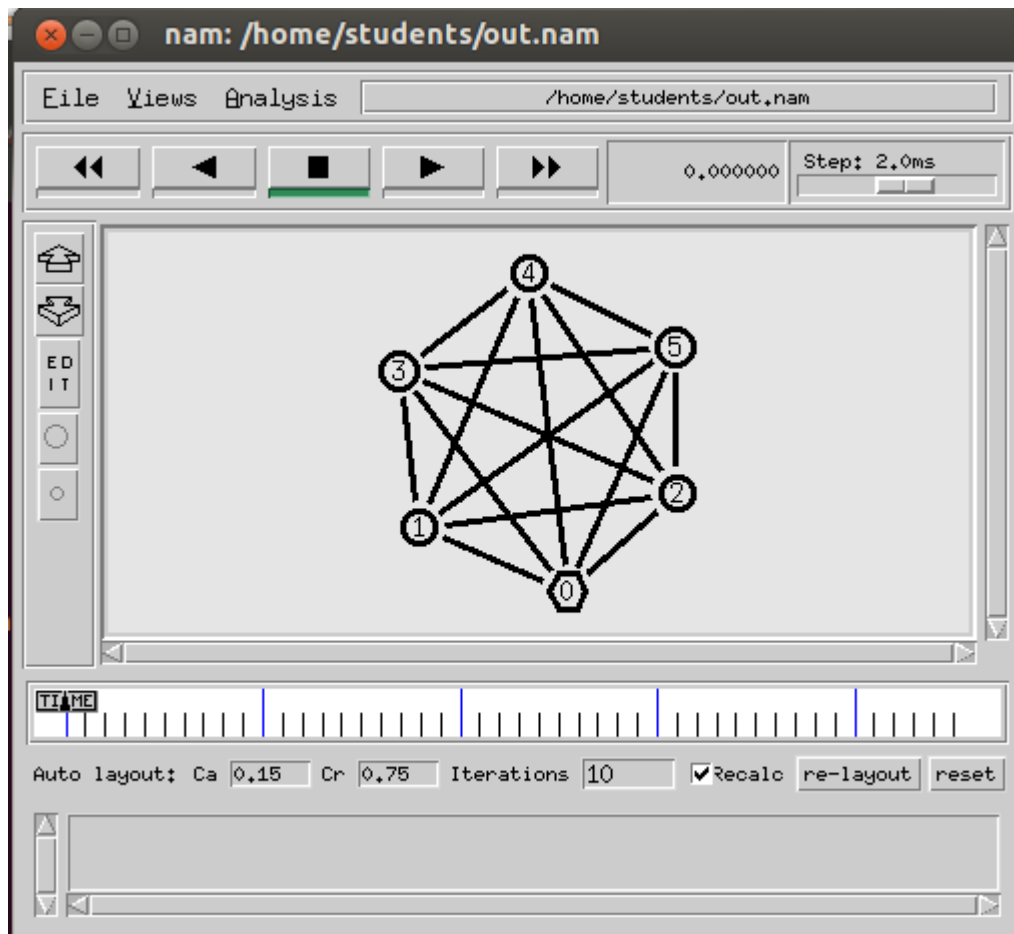 nam: /home/students/out.nam
File Views Analysis /home/students/out.nam
0.000000 Step: 2.0ms
ED
IT
4
5
3
2
1
0
TIME
Auto layout: Ca 0.15 Cr 0.75 Iterations 10 Recalc re-layout reset